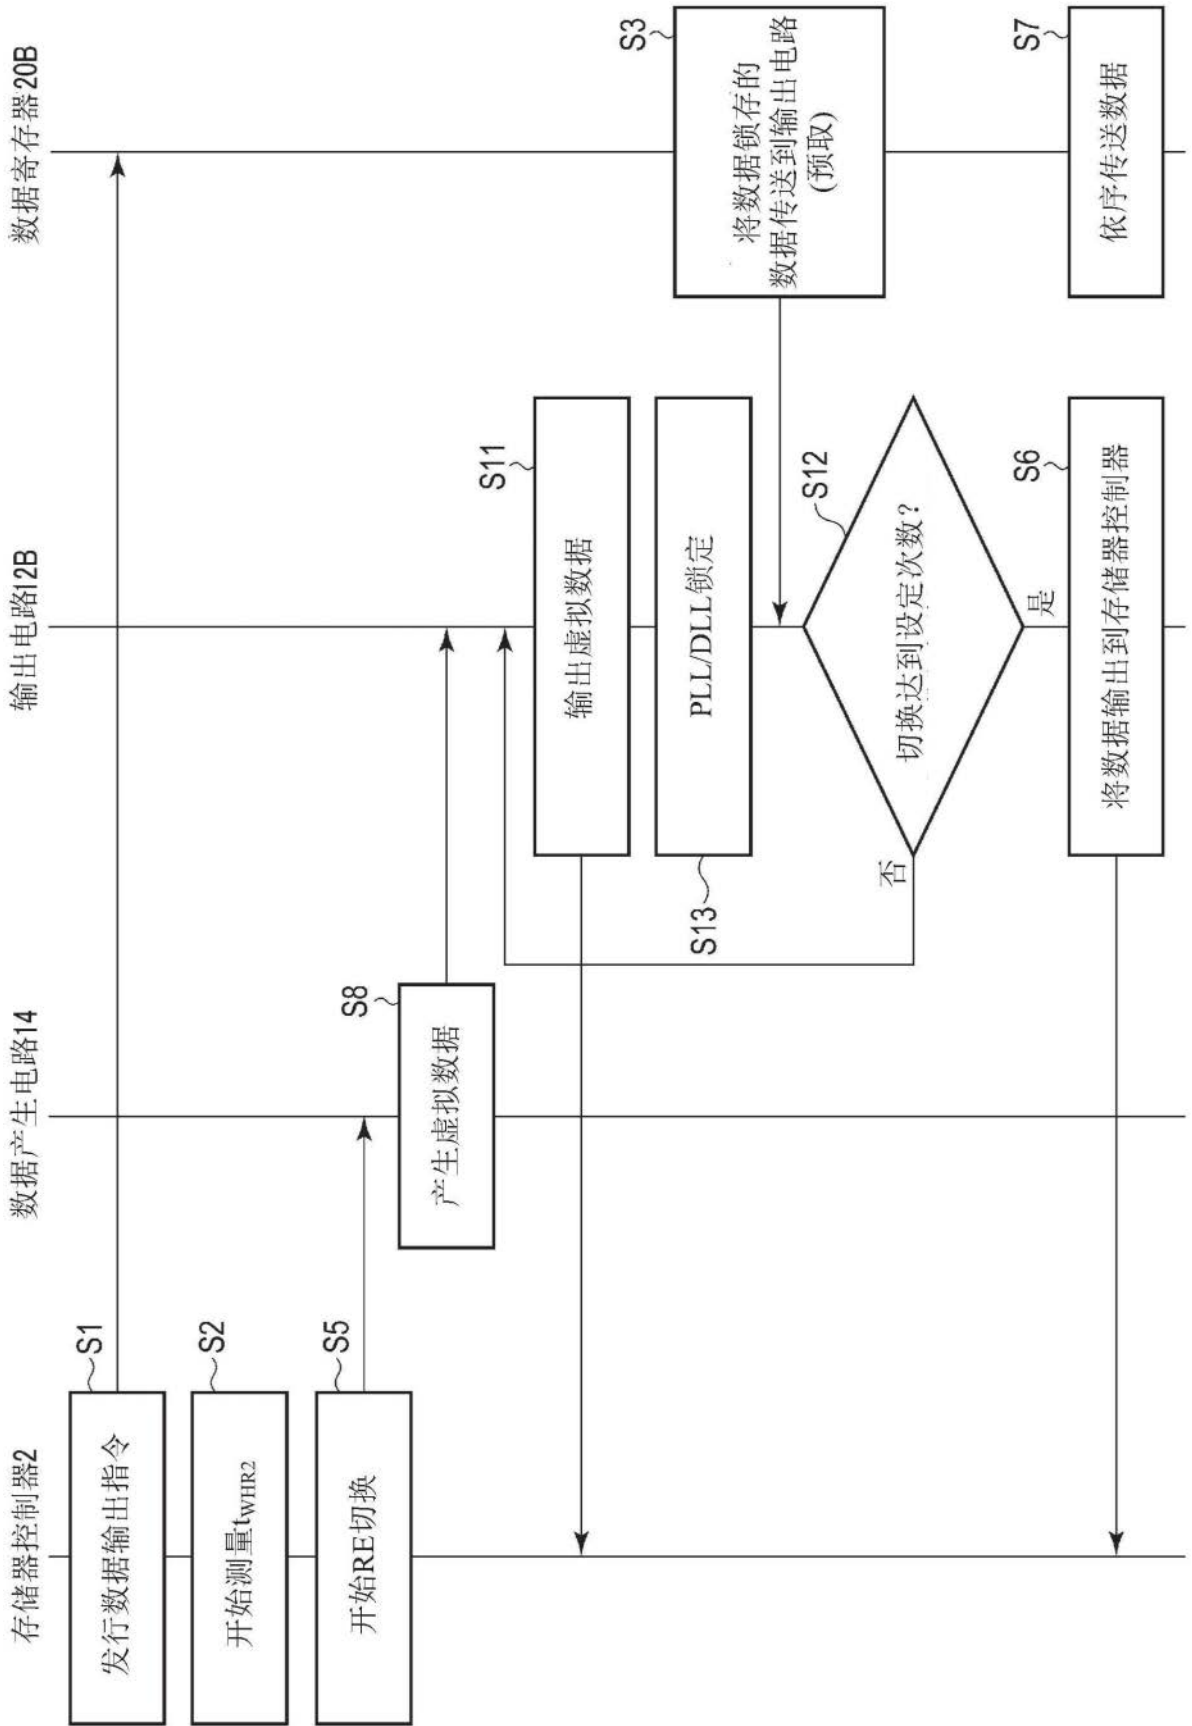 存储器控制器2
数据产生电路14
输出电路12B
数据寄存器20B
S1
发行数据输出指令
S2
开始测量tWHR2
S5
开始RE切换
S8
产生虚拟数据
S11
输出虚拟数据
S13
PLL/DLL锁定
S3
将数据锁存的
数据传送到输出电路
(预取)
S12
切换达到设定次数?
否
是
S6
将数据输出到存储器控制器
S7
依序传送数据